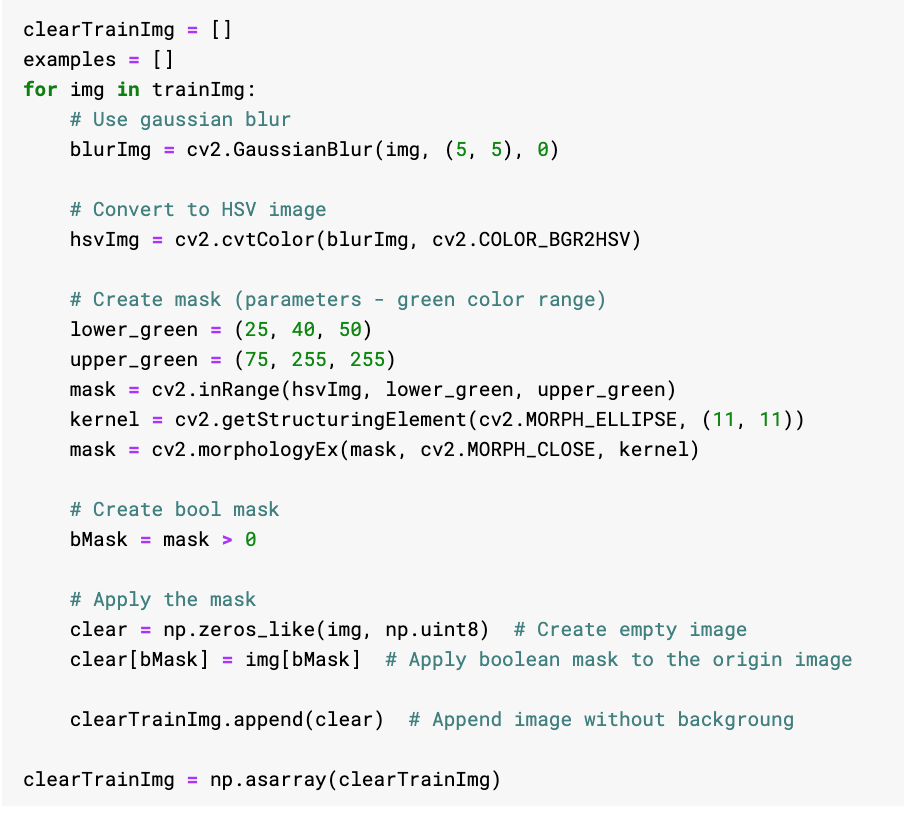 clearTrainImg = []
examples = []
for img in trainImg:
    # Use gaussian blur
    blurImg = cv2.GaussianBlur(img, (5, 5), 0)

    # Convert to HSV image
    hsvImg = cv2.cvtColor(blurImg, cv2.COLOR_BGR2HSV)

    # Create mask (parameters - green color range)
    lower_green = (25, 40, 50)
    upper_green = (75, 255, 255)
    mask = cv2.inRange(hsvImg, lower_green, upper_green)
    kernel = cv2.getStructuringElement(cv2.MORPH_ELLIPSE, (11, 11))
    mask = cv2.morphologyEx(mask, cv2.MORPH_CLOSE, kernel)

    # Create bool mask
    bMask = mask > 0

    # Apply the mask
    clear = np.zeros_like(img, np.uint8)  # Create empty image
    clear[bMask] = img[bMask]  # Apply boolean mask to the origin image

    clearTrainImg.append(clear)  # Append image without backgroung

clearTrainImg = np.asarray(clearTrainImg)